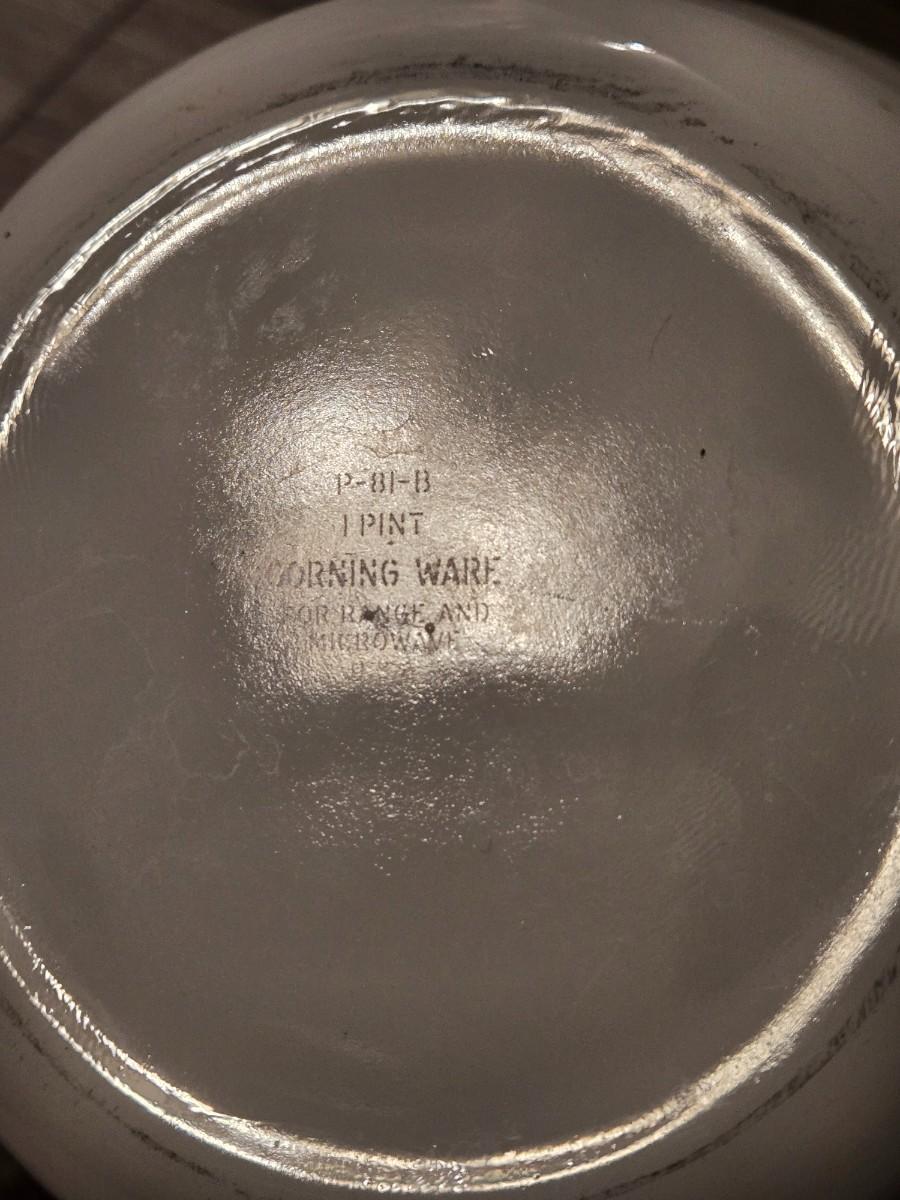 P-81-B
1 PINT
CORNING WARE
FOR RANGE AND
MICROWAVE